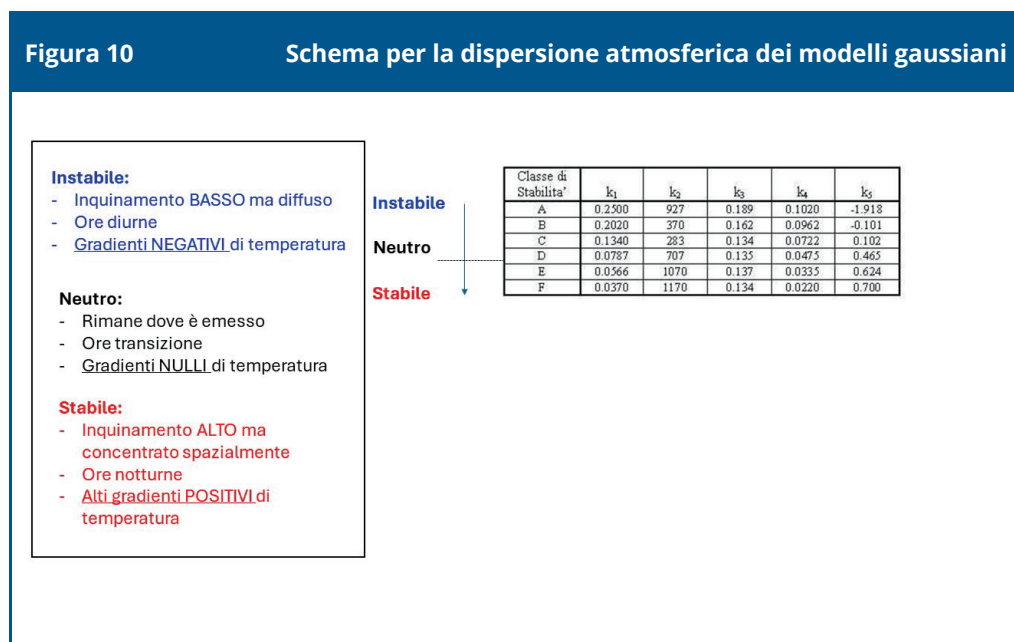 Figura 10 Schema per la dispersione atmosferica dei modelli gaussiani
Instabile:
- Inquinamento BASSO ma diffuso
- Ore diurne
- Gradienti NEGATIVI di temperatura
Neutro:
- Rimane dove è emesso
- Ore transizione
- Gradienti NULLI di temperatura
Stabile:
- Inquinamento ALTO ma
concentrato spazialmente
- Ore notturne
- Alti gradienti POSITIVI di
temperatura
Instabile
Neutro
Stabile
Classe di
Stabilita' k1 k2 k3 k4 k5
A 0.2500 927 0.189 0.1020 -1.918
B 0.2020 370 0.162 0.0962 -0.101
C 0.1340 283 0.134 0.0722 0.102
D 0.0787 707 0.135 0.0475 0.465
E 0.0566 1070 0.137 0.0335 0.624
F 0.0370 1170 0.134 0.0220 0.700